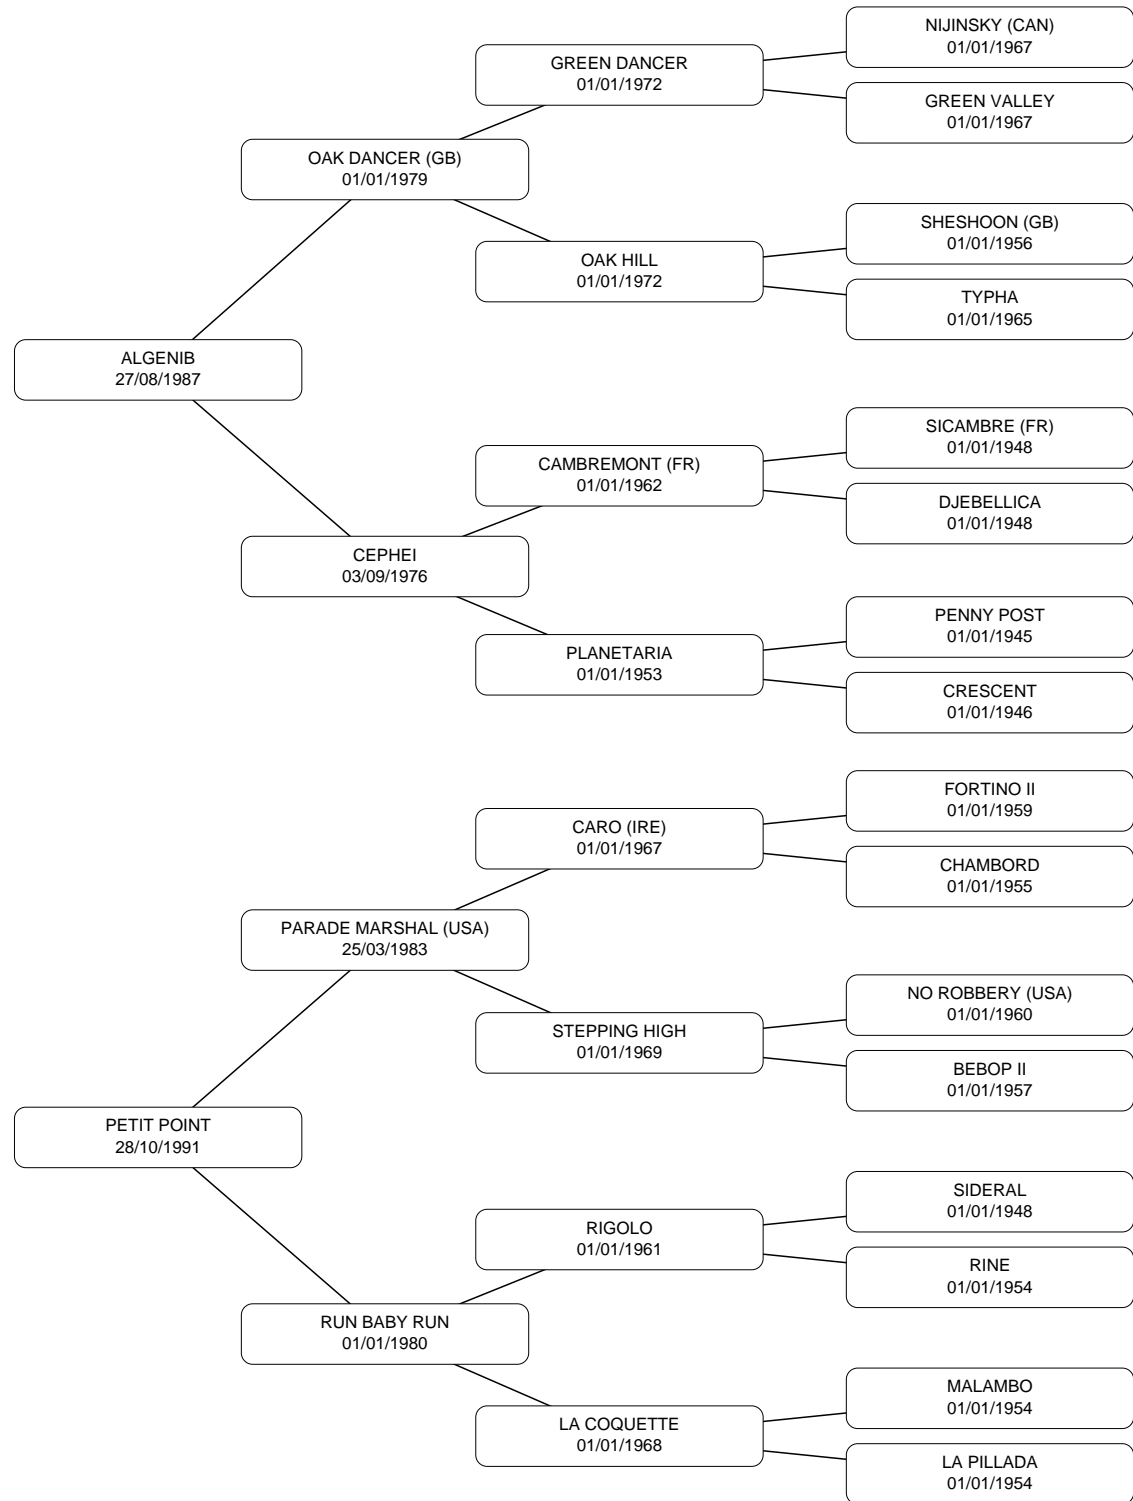 NIJINSKY (CAN)
01/01/1967
GREEN DANCER
01/01/1972
GREEN VALLEY
01/01/1967
OAK DANCER (GB)
01/01/1979
SHESHOON (GB)
01/01/1956
OAK HILL
01/01/1972
TYPHA
01/01/1965
ALGENIB
27/08/1987
SICAMBRE (FR)
01/01/1948
CAMBREMONT (FR)
01/01/1962
DJEBELLICA
01/01/1948
CEPHEI
03/09/1976
PENNY POST
01/01/1945
PLANETARIA
01/01/1953
CRESCENT
01/01/1946
FORTINO II
01/01/1959
CARO (IRE)
01/01/1967
CHAMBORD
01/01/1955
PARADE MARSHAL (USA)
25/03/1983
NO ROBBERY (USA)
01/01/1960
STEPPING HIGH
01/01/1969
BEBOP II
01/01/1957
PETIT POINT
28/10/1991
SIDERAL
01/01/1948
RIGOLO
01/01/1961
RINE
01/01/1954
RUN BABY RUN
01/01/1980
MALAMBO
01/01/1954
LA COQUETTE
01/01/1968
LA PILLADA
01/01/1954